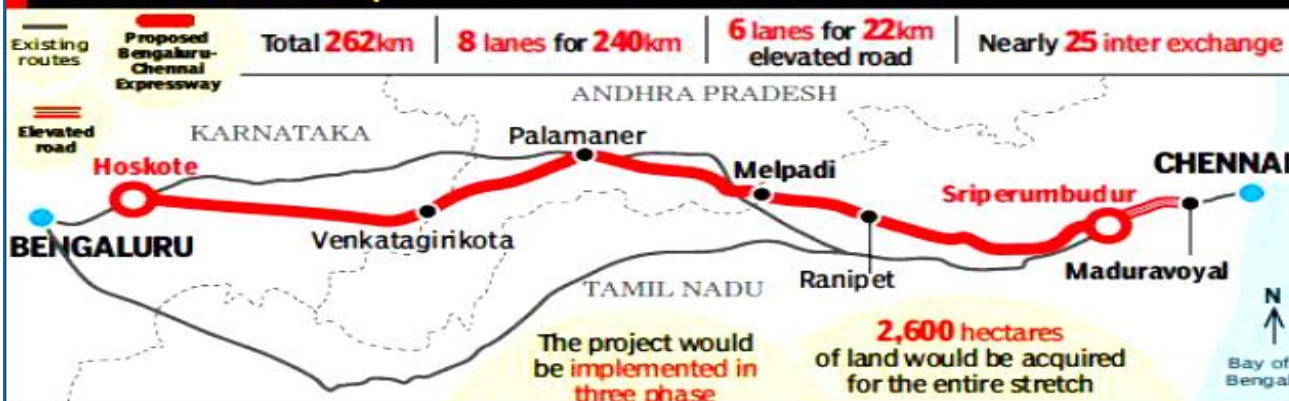 Existing
routes
Proposed
Bengaluru-
Chennai
Expressway
Total 262km
8 lanes for 240km
6 lanes for 22km
elevated road
Nearly 25 inter exchange
Elevated
road
ANDHRA PRADESH
KARNATAKA
Palamaner
Hoskote
Melpadi
CHENNAI
Sriperumbudur
BENGALURU
Venkatagirikota
Ranipet
Maduravoyal
TAMIL NADU
The project would
be implemented in
three phase
2,600 hectares
of land would be acquired
for the entire stretch
N
Bay of
Bengal